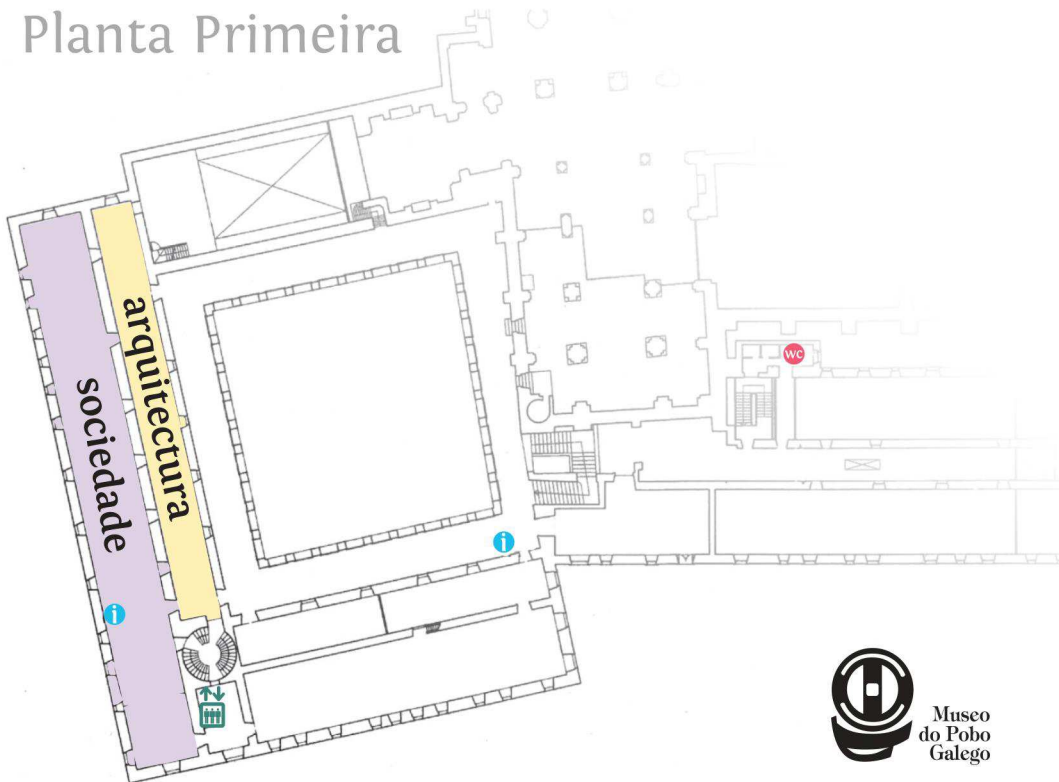 Planta Primeira
arquitectura
sociedade
wc
i
i
Museo
do Pobo
Galego